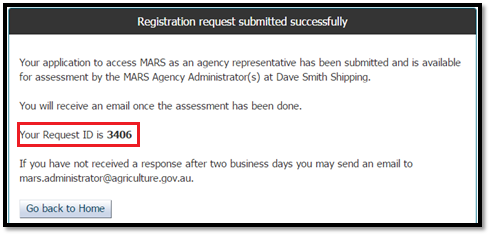 Registration request submitted successfully
Your application to access MARS as an agency representative has been submitted and is available
for assessment by the MARS Agency Administrator(s) at Dave Smith Shipping.
You will receive an email once the assessment has been done.
Your Request ID is 3406
If you have not received a response after two business days you may send an email to
mars.administrator@agriculture.gov.au.
Go back to Home